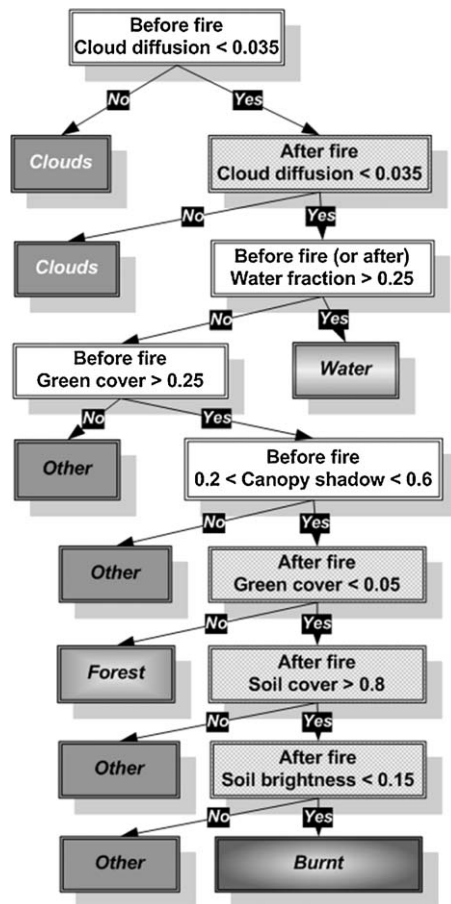 Before fire
Cloud diffusion < 0.035
No
Yes
Clouds
After fire
Cloud diffusion < 0.035
No
Yes
Clouds
Before fire (or after)
Water fraction > 0.25
No
Yes
Before fire
Green cover > 0.25
Water
No
Yes
Other
Before fire
0.2 < Canopy shadow < 0.6
No
Yes
Other
After fire
Green cover < 0.05
No
Yes
Forest
After fire
Soil cover > 0.8
No
Yes
Other
After fire
Soil brightness < 0.15
No
Yes
Other
Burnt